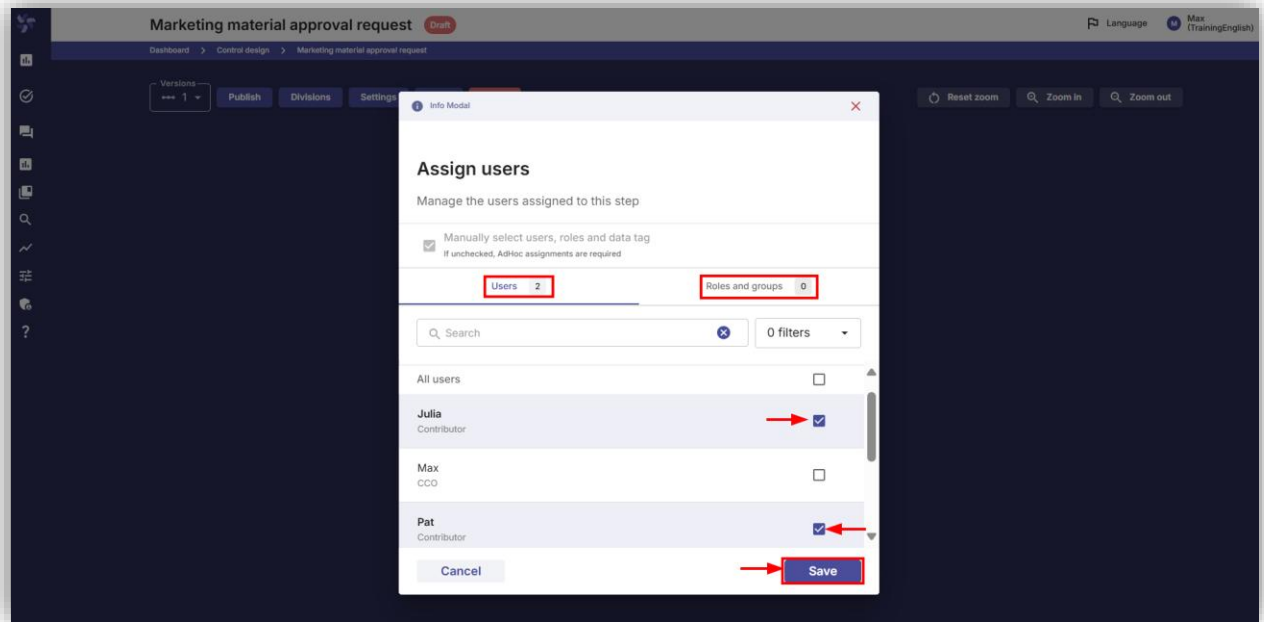 Marketing material approval request Draft
Language
M Max
(TrainingEnglish)
Dashboard > Control design > Marketing material approval request
Versions
1
Publish Divisions Settings
Reset zoom Zoom in Zoom out
Info Modal
Assign users
Manage the users assigned to this step
Manually select users, roles and data tag
If unchecked, AdHoc assignments are required
Users 2 Roles and groups 0
Search
0 filters
All users
Julia
Contributor
Max
CCO
Pat
Contributor
Cancel Save
?